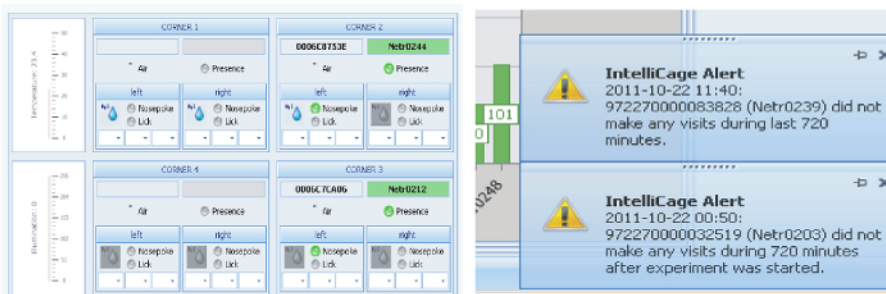 CORNER 1
Air
Presence
left
right
Nosepoke
Lick
Nosepoke
Lick
CORNER 2
0006C8753E
Netr0244
Air
Presence
left
right
Nosepoke
Lick
Nosepoke
Lick
Temperature: 23.4
CORNER 4
Air
Presence
left
right
Nosepoke
Lick
Nosepoke
Lick
CORNER 3
0006C7CA06
Netr0212
Air
Presence
left
right
Nosepoke
Lick
Nosepoke
Lick
Illumination: 0
101
0
IntelliCage Alert
2011-10-22 11:40:
972270000083828 (Netr0239) did not
make any visits during last 720
minutes.
IntelliCage Alert
2011-10-22 00:50:
972270000032519 (Netr0203) did not
make any visits during 720 minutes
after experiment was started.